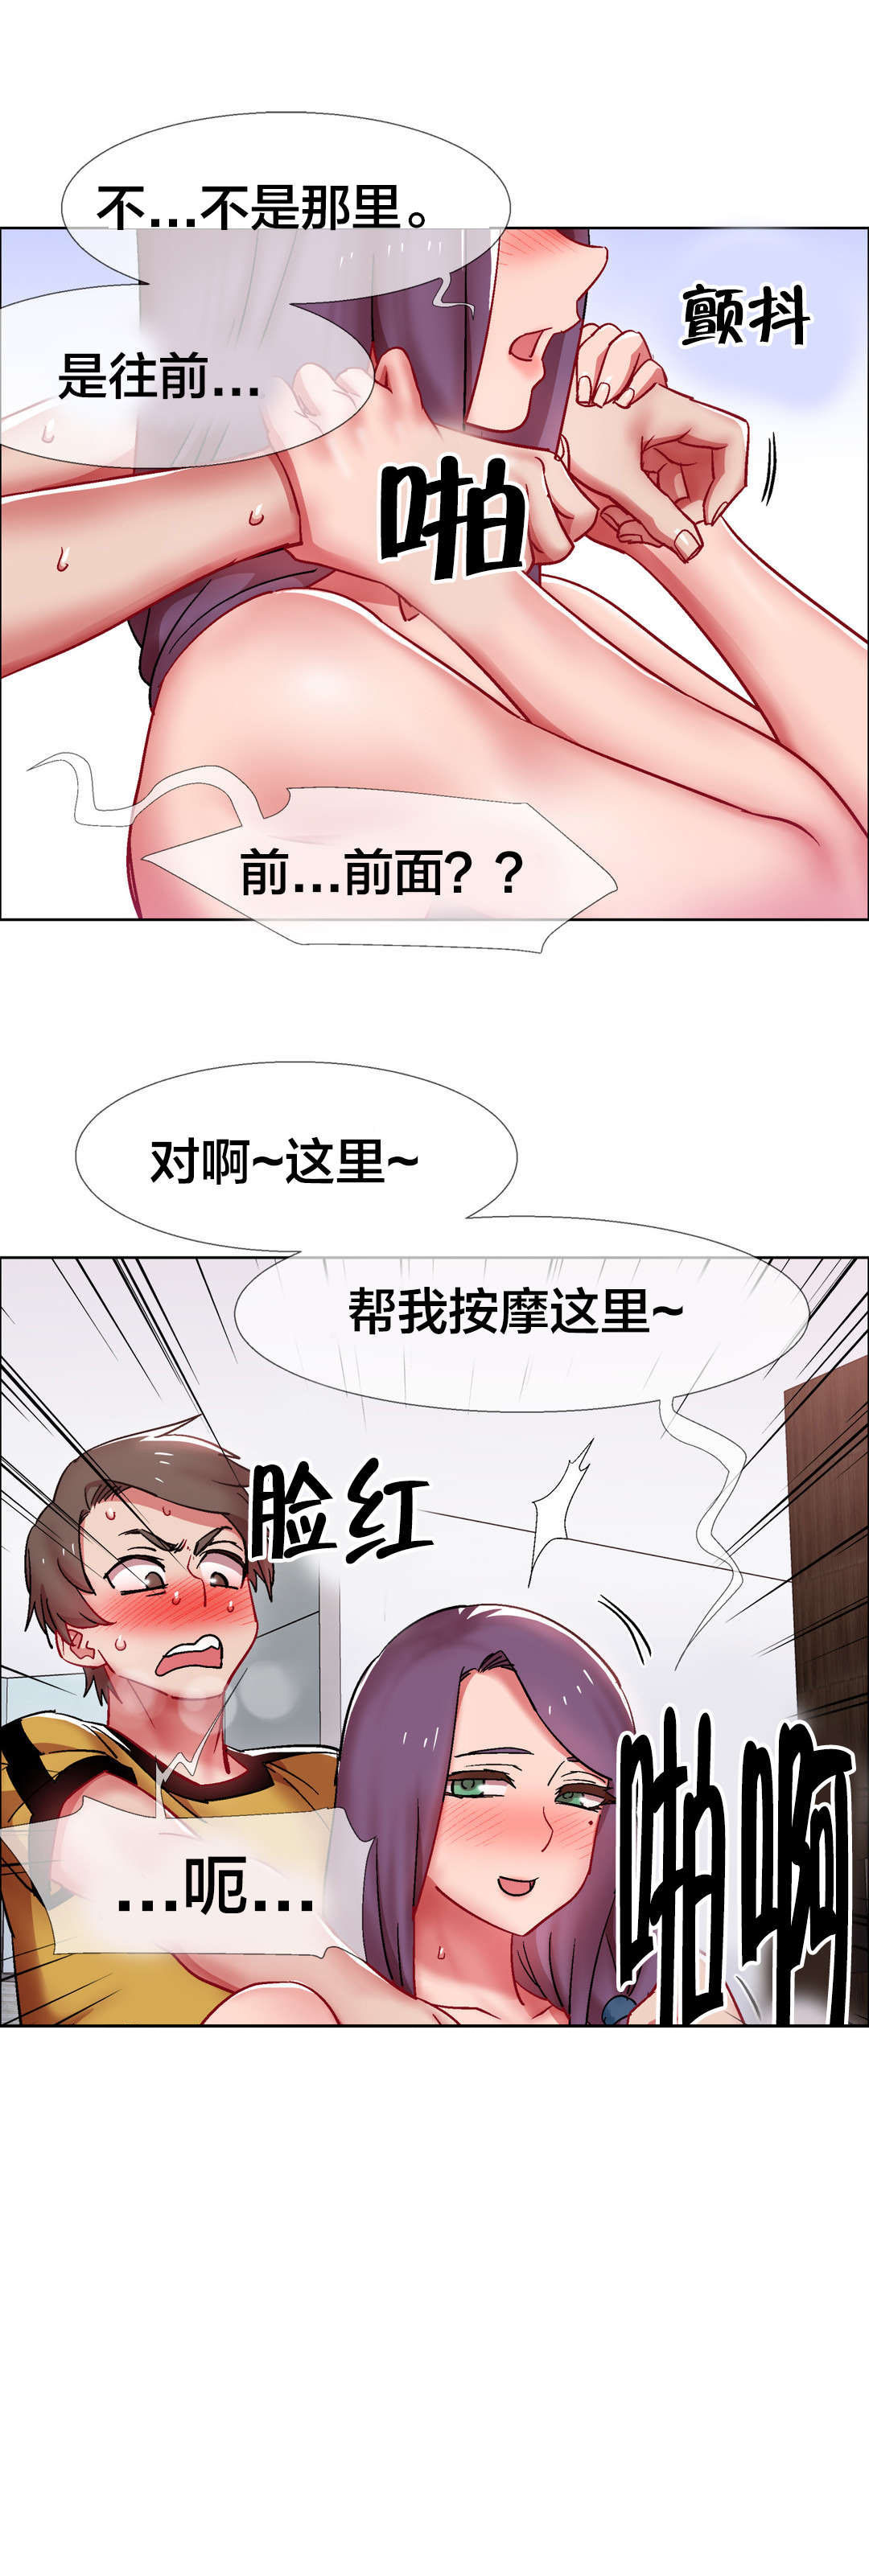 不...不是那里。
是往前...
颤抖
啪
前...前面？？
对啊~这里~
帮我按摩这里~
脸红
...呃...
啪啊